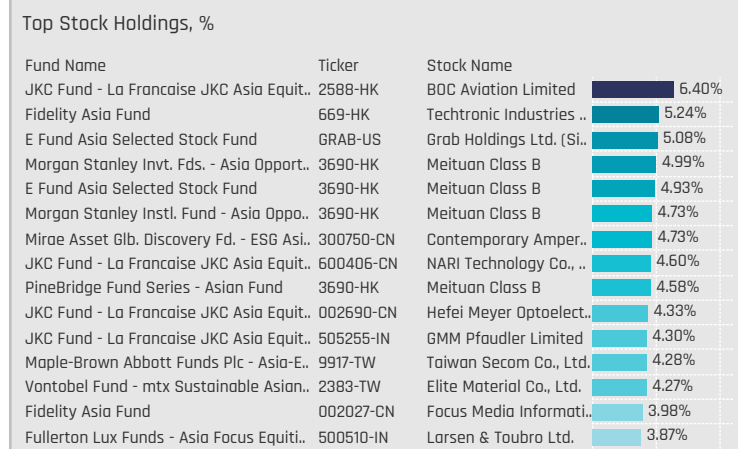 Top Stock Holdings, %
Fund Name Ticker Stock Name
JKC Fund - La Francaise JKC Asia Equit.. 2588-HK BOC Aviation Limited 6.40%
Fidelity Asia Fund 669-HK Techtronic Industries .. 5.24%
E Fund Asia Selected Stock Fund GRAB-US Grab Holdings Ltd. (Si.. 5.08%
Morgan Stanley Invt. Fds. - Asia Opport.. 3690-HK Meituan Class B 4.99%
E Fund Asia Selected Stock Fund 3690-HK Meituan Class B 4.93%
Morgan Stanley Instl. Fund - Asia Oppo.. 3690-HK Meituan Class B 4.73%
Mirae Asset Glb. Discovery Fd. - ESG Asi.. 300750-CN Contemporary Amper.. 4.73%
JKC Fund - La Francaise JKC Asia Equit.. 600406-CN NARI Technology Co., .. 4.60%
PineBridge Fund Series - Asian Fund 3690-HK Meituan Class B 4.58%
JKC Fund - La Francaise JKC Asia Equit.. 002690-CN Hefei Meyer Optoelect.. 4.33%
JKC Fund - La Francaise JKC Asia Equit.. 505255-IN GMM Pfaudler Limited 4.30%
Maple-Brown Abbott Funds Plc - Asia-E.. 9917-TW Taiwan Secom Co., Ltd. 4.28%
Vontobel Fund - mtx Sustainable Asian.. 2383-TW Elite Material Co., Ltd. 4.27%
Fidelity Asia Fund 002027-CN Focus Media Informati.. 3.98%
Fullerton Lux Funds - Asia Focus Equiti.. 500510-IN Larsen & Toubro Ltd. 3.87%